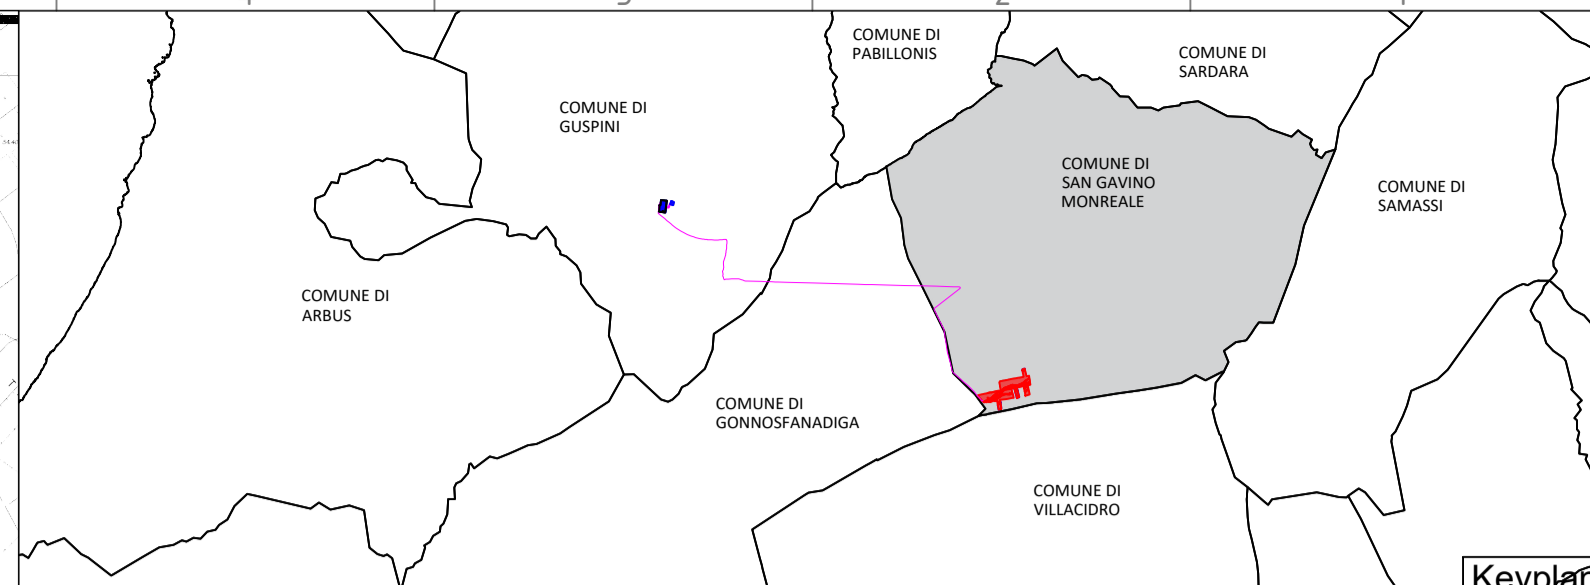 COMUNE DI
PABILLONIS
COMUNE DI
SARDARA
COMUNE DI
GUSPINI
COMUNE DI
SAN GAVINO
MONREALE
COMUNE DI
SAMASSI
COMUNE DI
ARBUS
COMUNE DI
GONNOSFANADIGA
COMUNE DI
VILLACIDRO
Keyplan